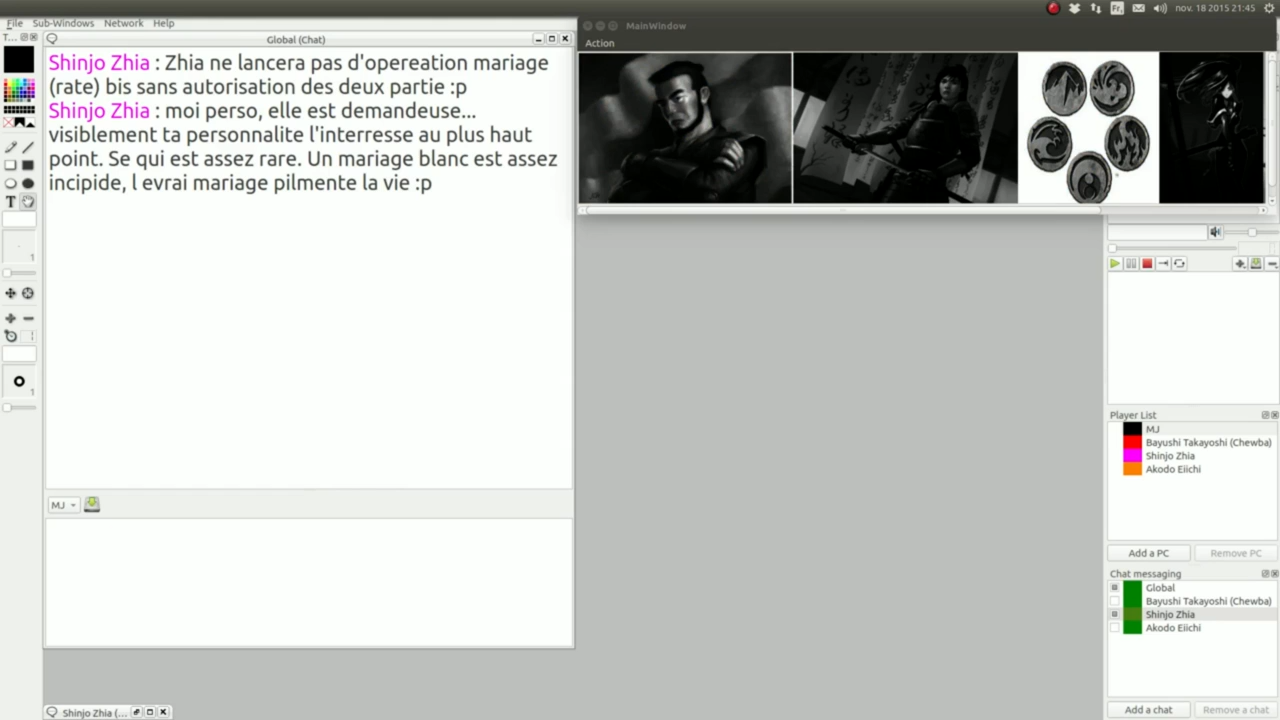 nov. 18 2015 21:45
Fr
File Sub-Windows Network Help
MainWindow
Action
T...
Global (Chat)
Shinjo Zhia : Zhia ne lancera pas d'opereation mariage
(rate) bis sans autorisation des deux partie :p
Shinjo Zhia : moi perso, elle est demandeuse...
visiblement ta personnalite l'interresse au plus haut
point. Se qui est assez rare. Un mariage blanc est assez
incipide, l evrai mariage pilmente la vie :p
T
1
1
1
MJ
Player List
MJ
Bayushi Takayoshi (Chewba)
Shinjo Zhia
Akodo Eiichi
Add a PC Remove PC
Chat messaging
Global
Bayushi Takayoshi (Chewba)
Shinjo Zhia
Akodo Eiichi
Add a chat Remove a chat
Shinjo Zhia (...